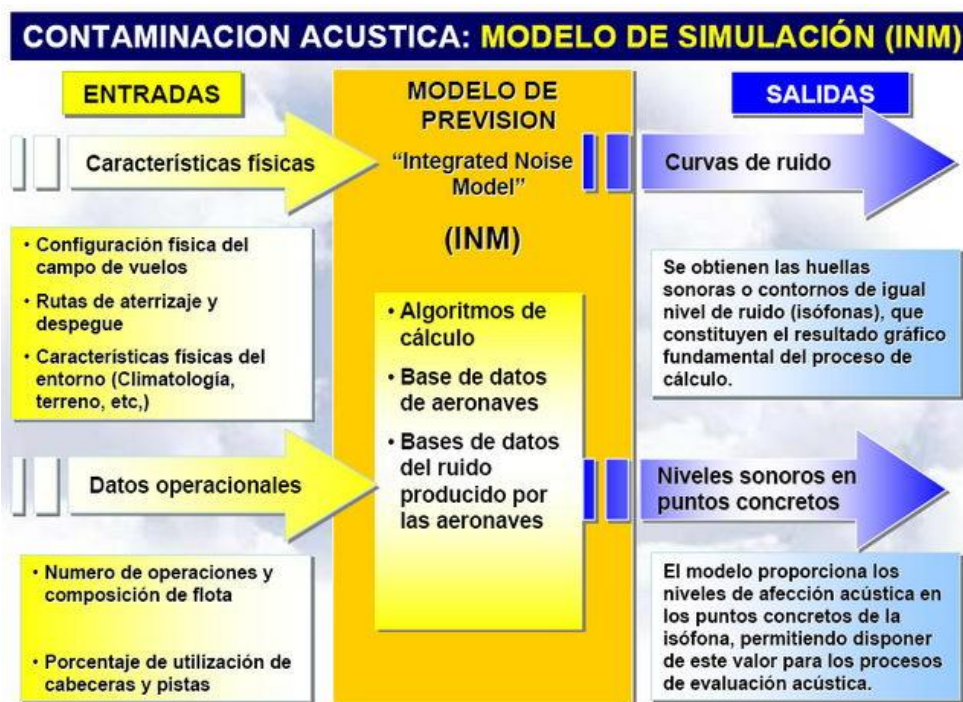 CONTAMINACION ACUSTICA: MODELO DE SIMULACIÓN (INM)
ENTRADAS
Características físicas
• Configuración física del
campo de vuelos
• Rutas de aterrizaje y
despegue
• Características físicas del
entorno (Climatología,
terreno, etc,)
Datos operacionales
• Numero de operaciones y
composición de flota
• Porcentaje de utilización de
cabeceras y pistas
MODELO DE
PREVISION
“Integrated Noise
Model”
(INM)
• Algoritmos de
cálculo
• Base de datos
de aeronaves
• Bases de datos
del ruido
producido por
las aeronaves
SALIDAS
Curvas de ruido
Se obtienen las huellas
sonoras o contornos de igual
nivel de ruido (isófonas), que
constituyen el resultado gráfico
fundamental del proceso de
cálculo.
Niveles sonoros en
puntos concretos
El modelo proporciona los
niveles de afección acústica en
los puntos concretos de la
isófona, permitiendo disponer
de este valor para los procesos
de evaluación acústica.